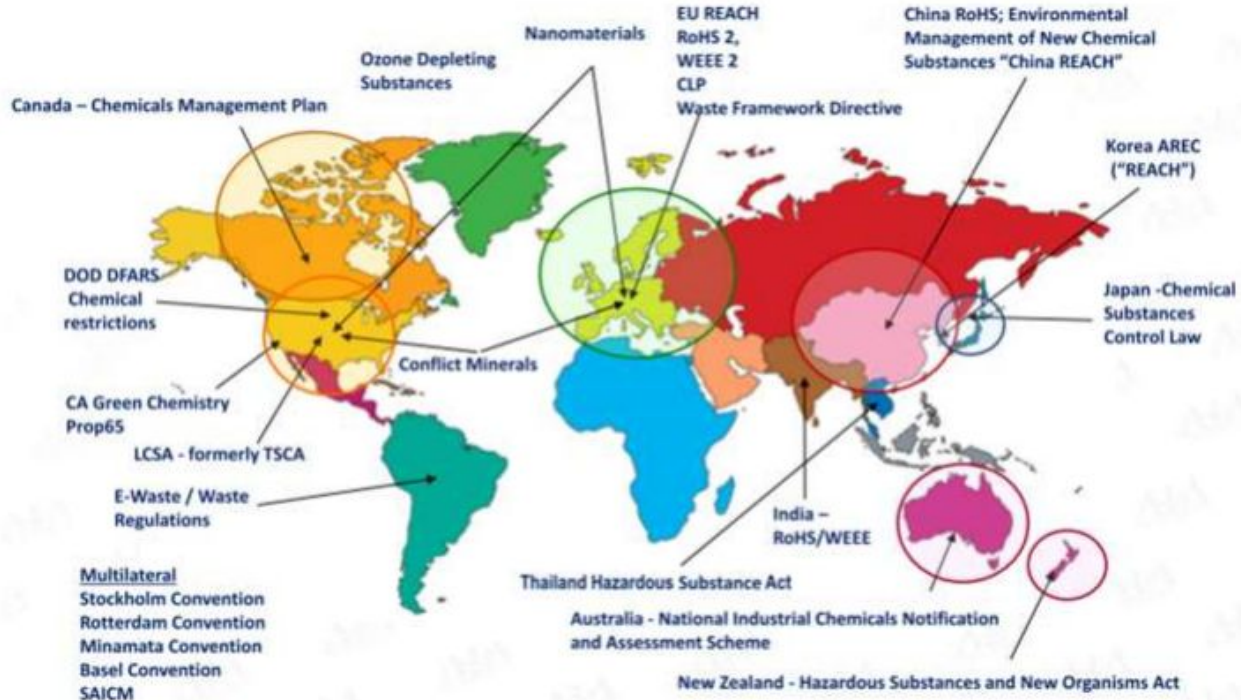 Nanomaterials
EU REACH
RoHS 2,
WEEE 2
CLP
Waste Framework Directive
China RoHS; Environmental
Management of New Chemical
Substances “China REACH”
Ozone Depleting
Substances
Canada – Chemicals Management Plan
Korea AREC
(“REACH”)
DOD DFARS
Chemical
restrictions
Japan -Chemical
Substances
Control Law
Conflict Minerals
CA Green Chemistry
Prop65
LCSA - formerly TSCA
E-Waste / Waste
Regulations
India –
RoHS/WEEE
Thailand Hazardous Substance Act
Multilateral
Stockholm Convention
Rotterdam Convention
Minamata Convention
Basel Convention
SAICM
Australia - National Industrial Chemicals Notification
and Assessment Scheme
New Zealand - Hazardous Substances and New Organisms Act